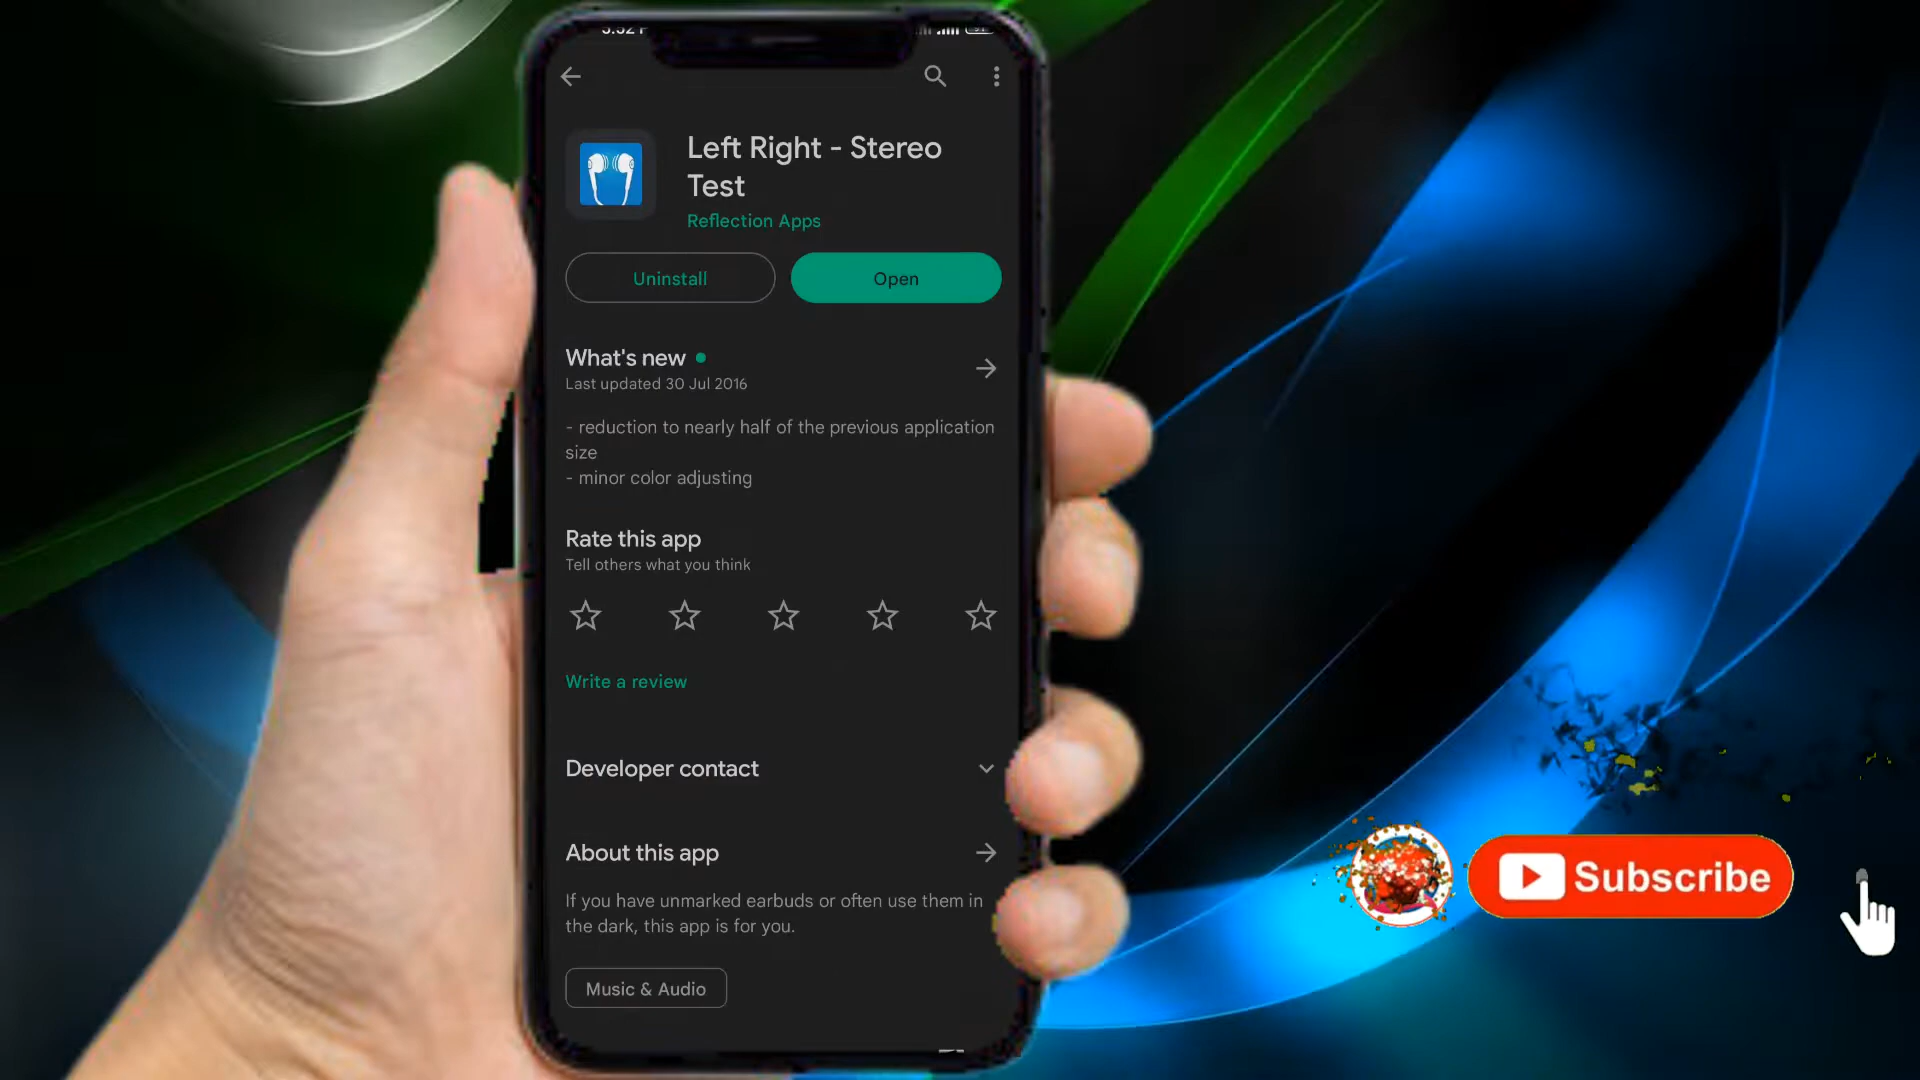 Left Right - Stereo
Test
Reflection Apps
Uninstall
Open
What's new
Last updated 30 Jul 2016
- reduction to nearly half of the previous application
size
- minor color adjusting
Rate this app
Tell others what you think
Write a review
Developer contact
About this app
If you have unmarked earbuds or often use them in
the dark, this app is for you.
Music & Audio
Subscribe